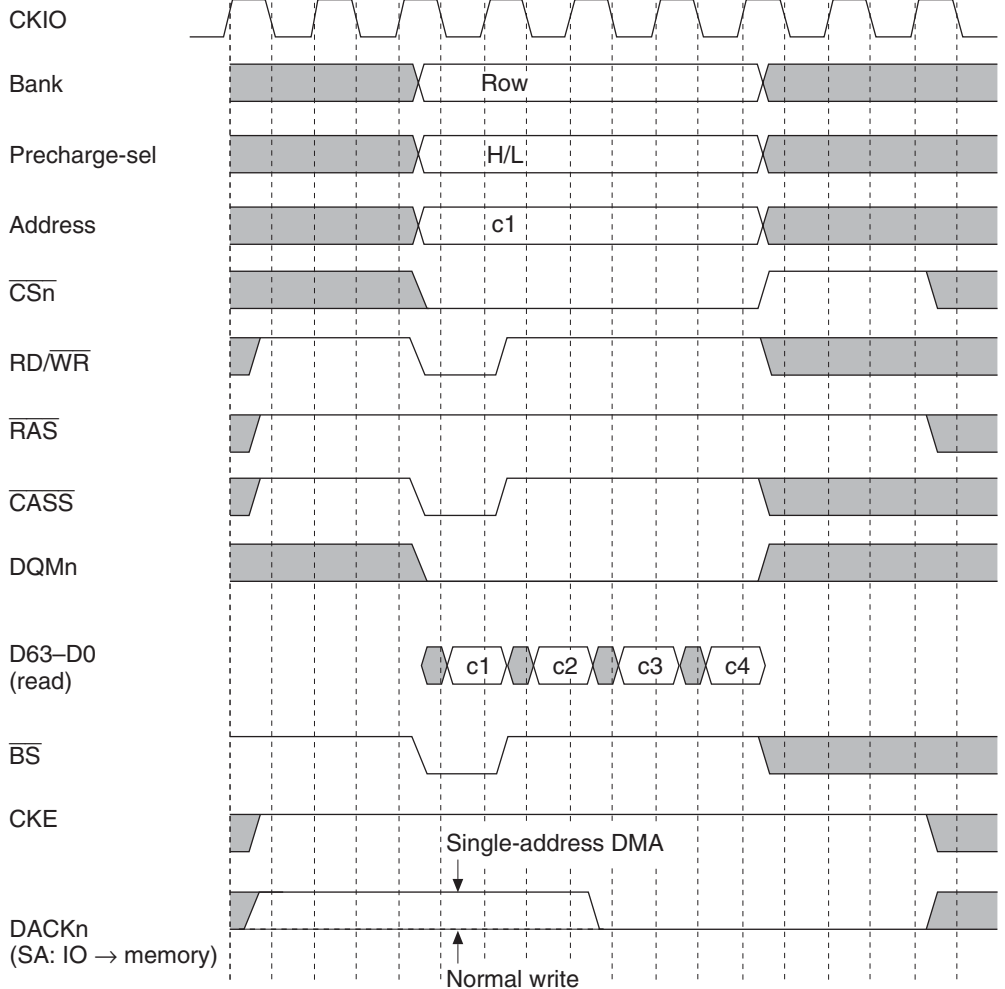 CKIO
Bank
Row
Precharge-sel
H/L
Address
c1
CSn
RD/WR
RAS
CASS
DQMn
D63–D0
(read)
c1 c2 c3 c4
BS
CKE
Single-address DMA
DACKn
(SA: IO → memory)
Normal write